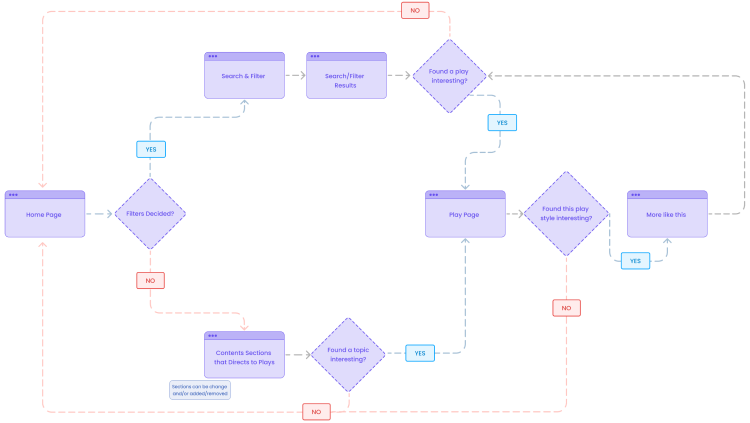 NO
Search & Filter
Search/Filter
Results
Found a play
interesting?
YES
YES
Home Page
Filters Decided?
Play Page
Found this play
style interesting?
More like this
YES
NO
NO
Contents Sections
that Directs to Plays
Found a topic
interesting?
YES
Sections can be change
and/or added/removed
NO